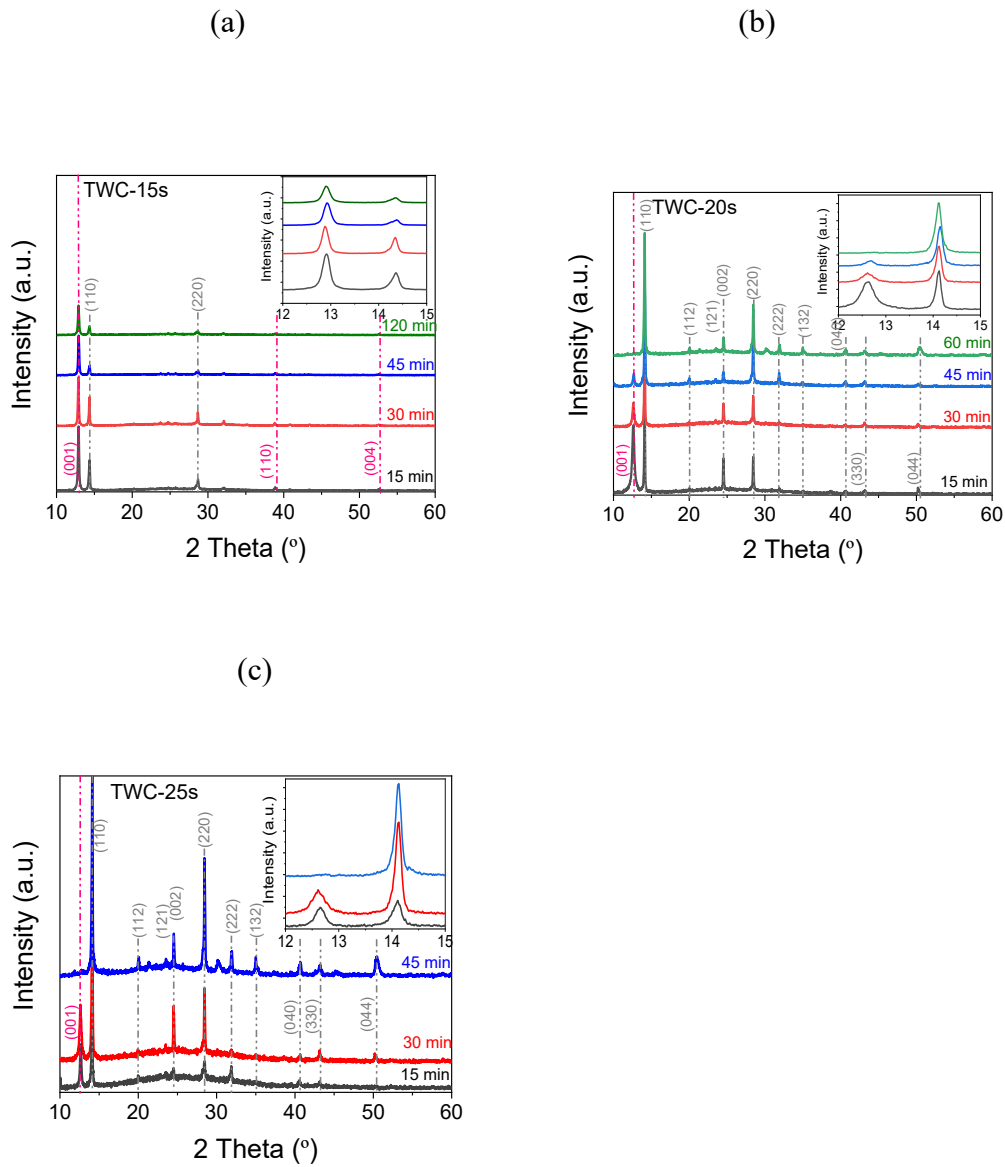 (a)
TWC-15s
Intensity (a.u.)
2 Theta (º)
10 20 30 40 50 60
120 min
45 min
30 min
15 min
(001)
(110)
(220)
(110)
(004)
Intensity (a.u.)
12 13 14 15
(b)
TWC-20s
Intensity (a.u.)
2 Theta (º)
10 20 30 40 50 60
60 min
45 min
30 min
15 min
(001)
(110)
(112)
(121)
(002)
(220)
(222)
(132)
(330)
(044)
Intensity (a.u.)
12 13 14 15
(c)
TWC-25s
Intensity (a.u.)
2 Theta (º)
10 20 30 40 50 60
45 min
30 min
15 min
(001)
(110)
(112)
(121)
(002)
(220)
(222)
(132)
(040)
(330)
(044)
Intensity (a.u.)
12 13 14 15